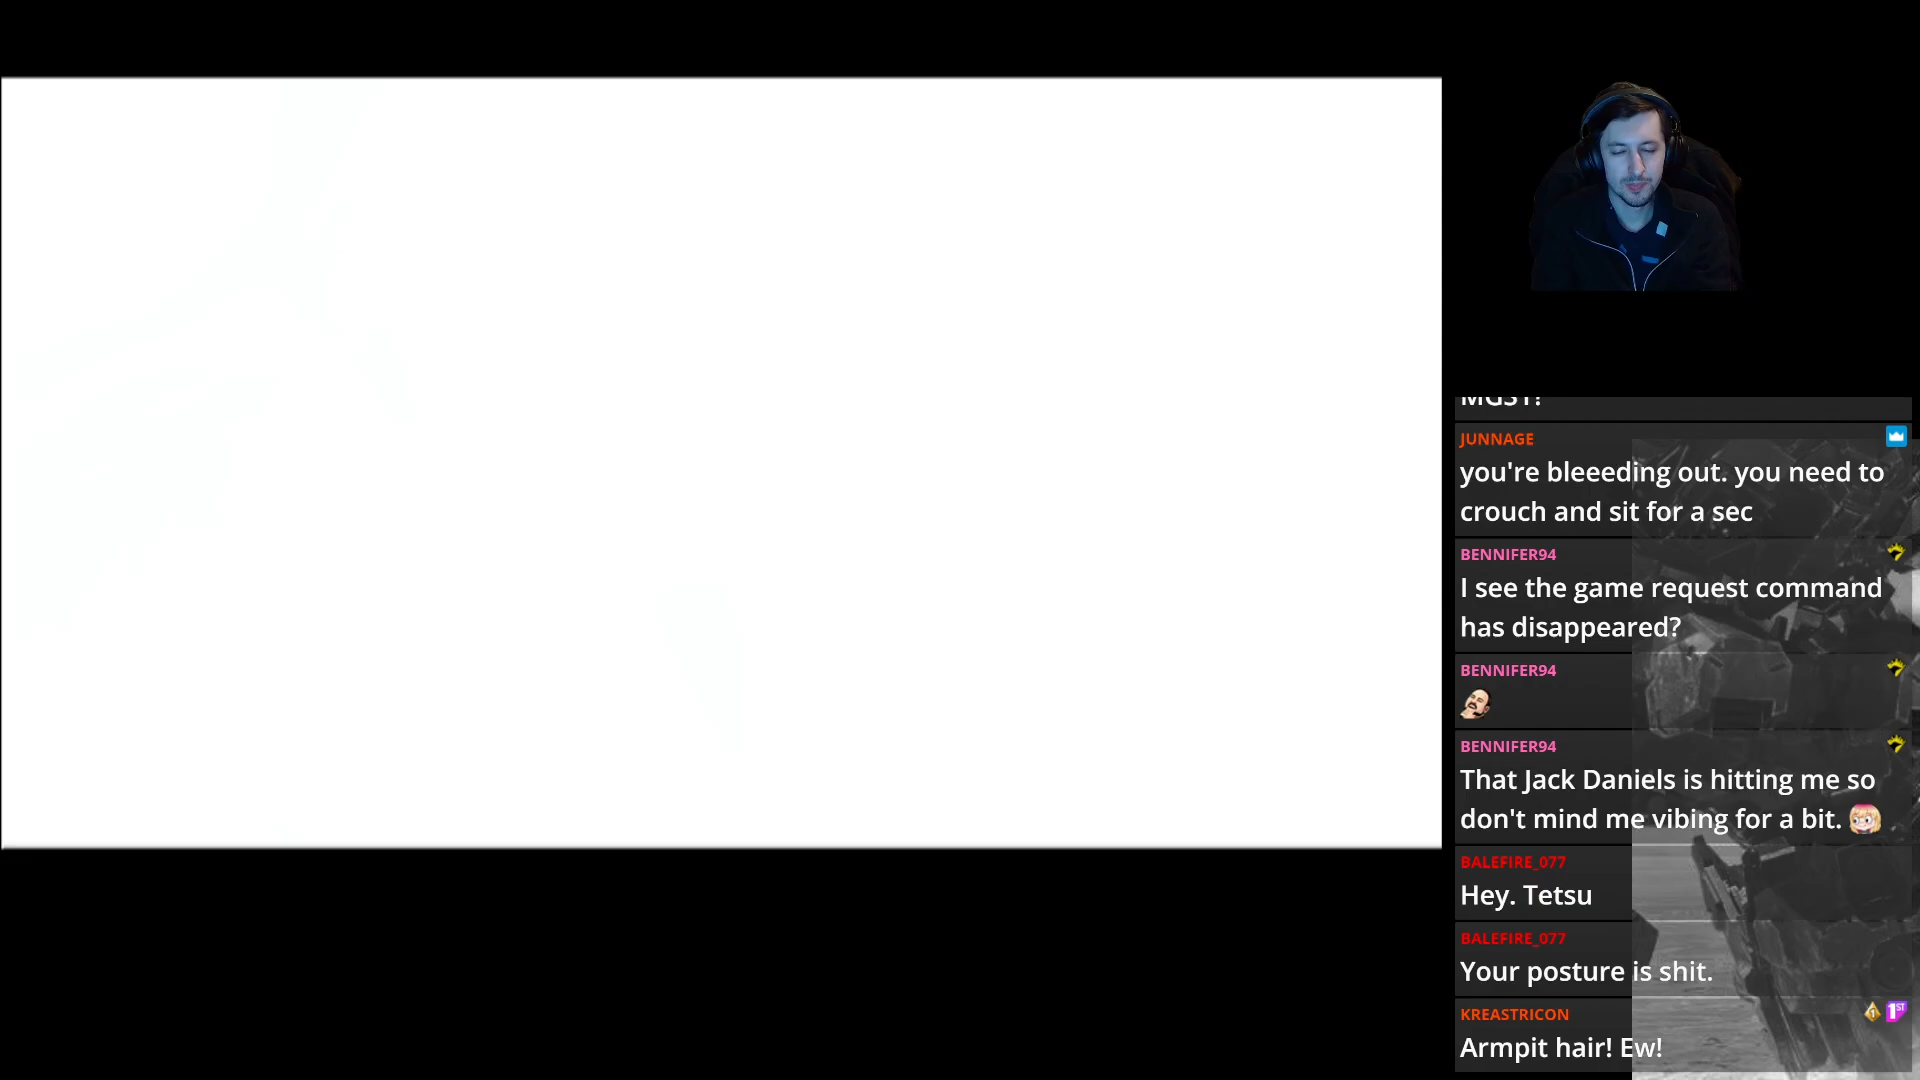 JUNNAGE
you're bleeeding out. you need to
crouch and sit for a sec
BENNIFER94
I see the game request command
has disappeared?
BENNIFER94
BENNIFER94
That Jack Daniels is hitting me so
don't mind me vibing for a bit.
BALEFIRE_077
Hey. Tetsu
BALEFIRE_077
Your posture is shit.
KREASTRICON
1ST
Armpit hair! Ew!